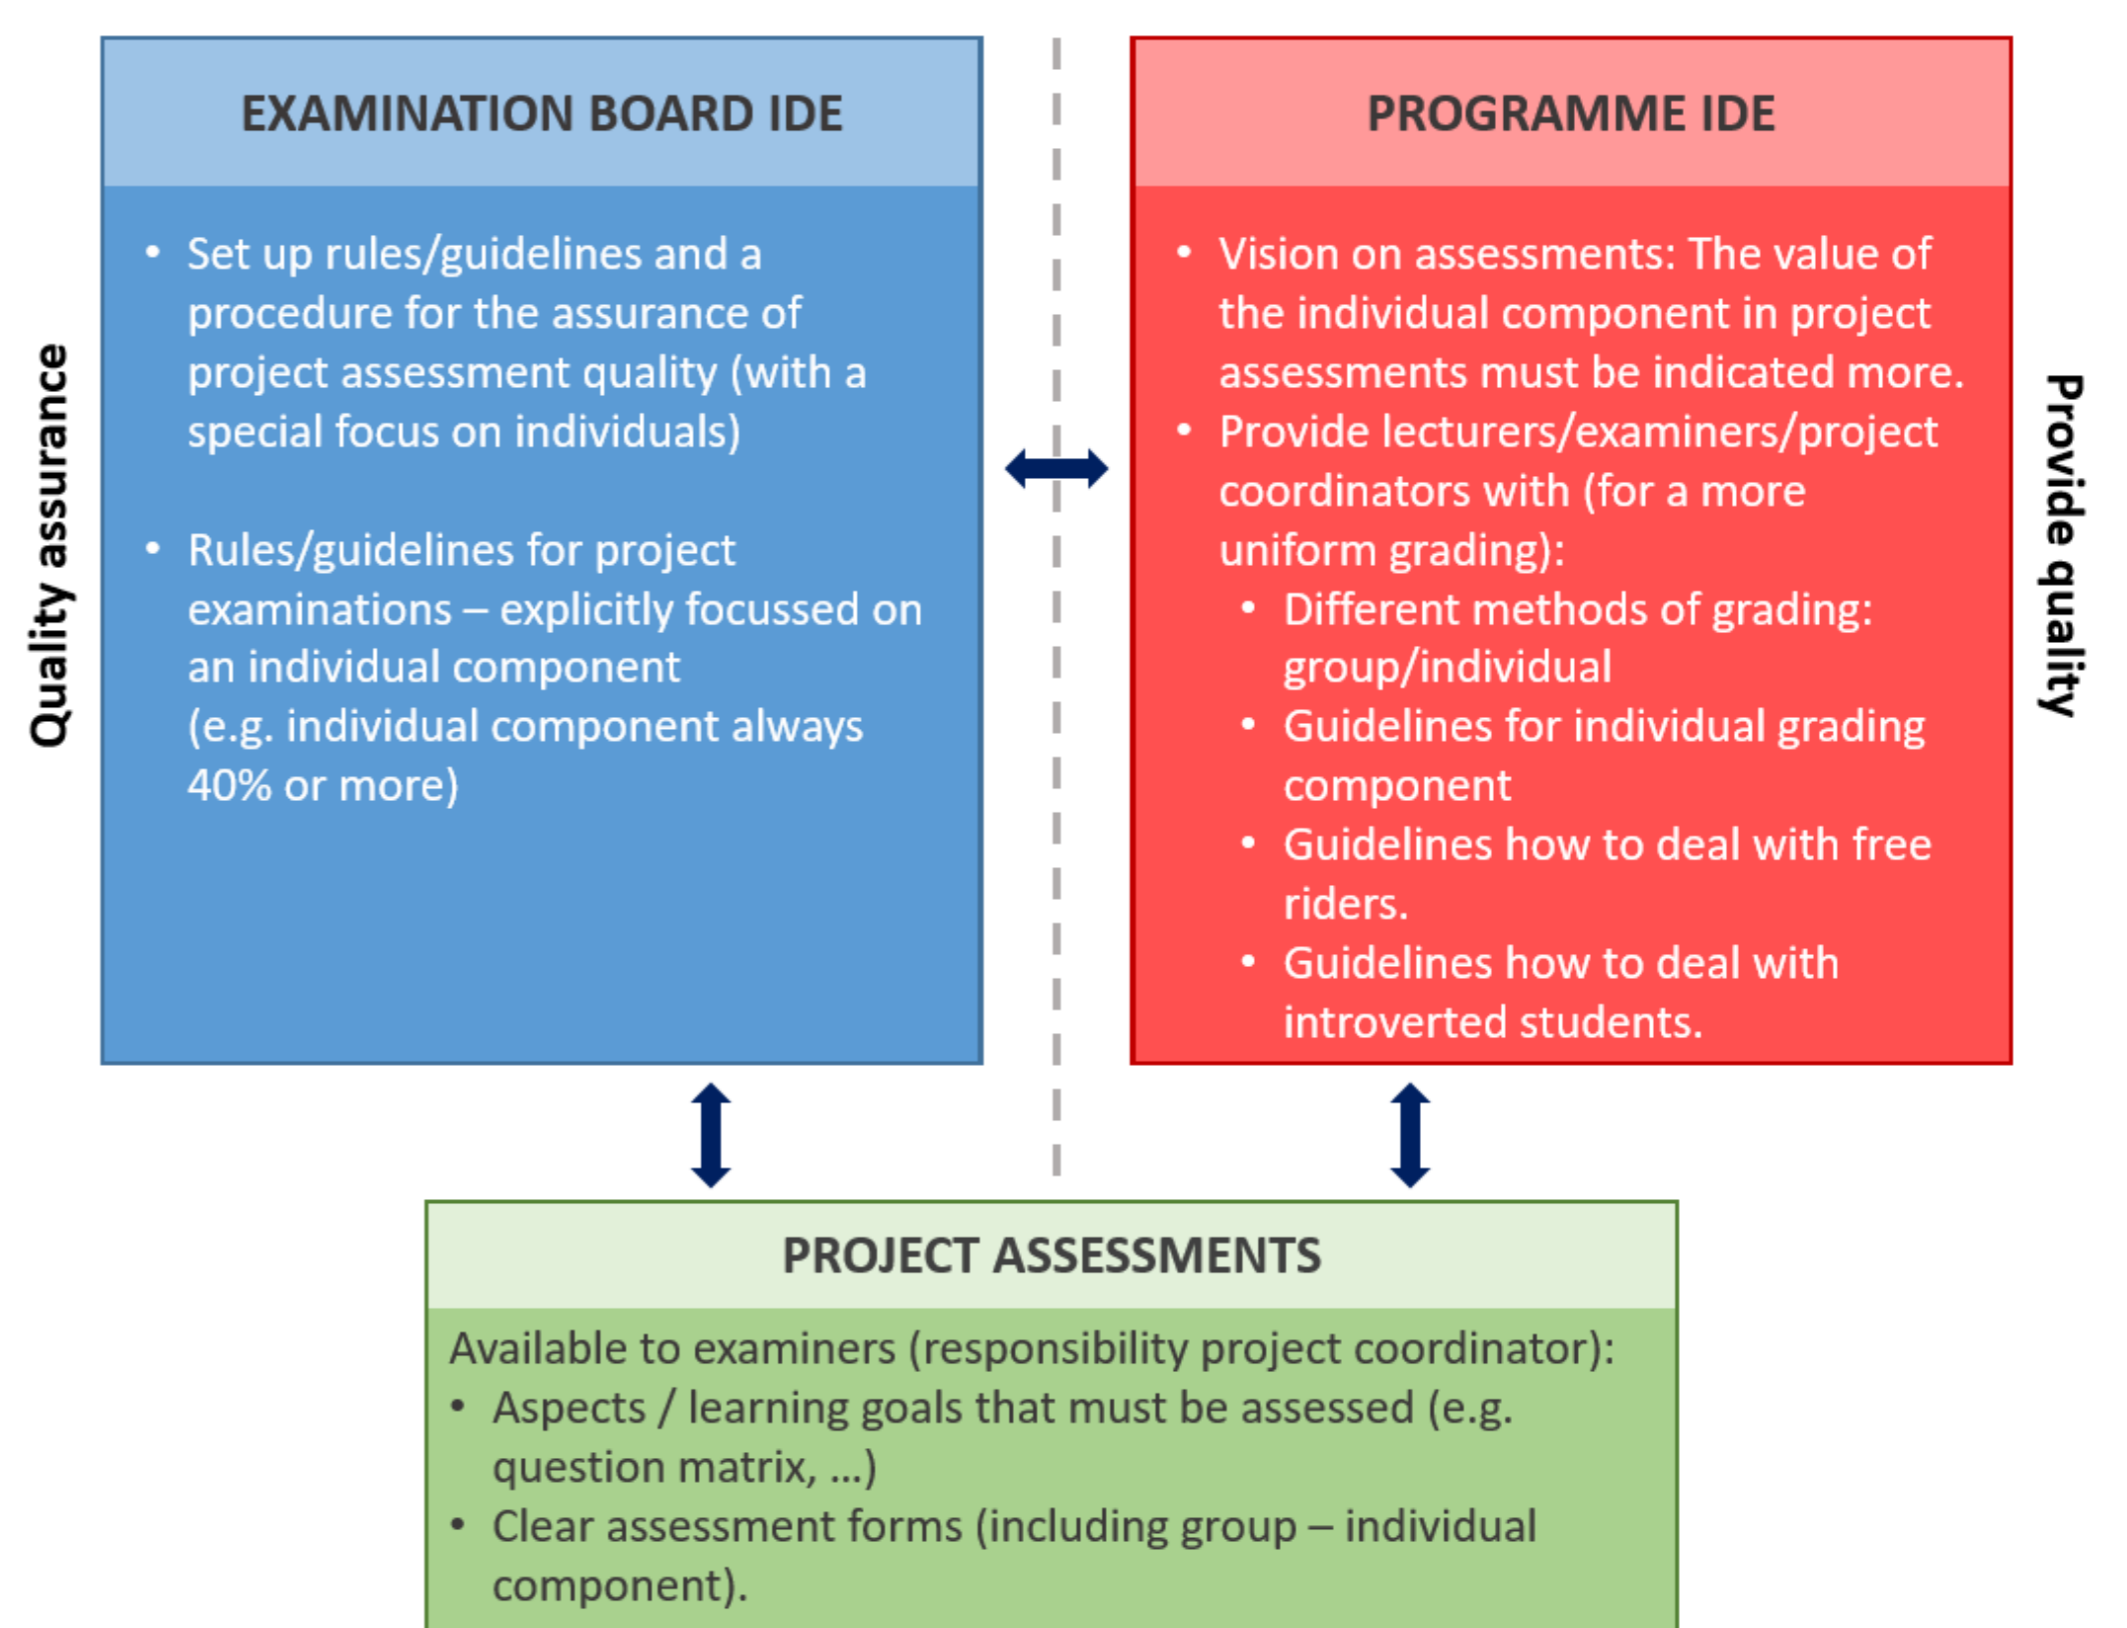 EXAMINATION BOARD IDE
• Set up rules/guidelines and a
procedure for the assurance of
project assessment quality (with a
special focus on individuals)
• Rules/guidelines for project
examinations – explicitly focussed on
an individual component
(e.g. individual component always
40% or more)
Quality assurance
PROGRAMME IDE
• Vision on assessments: The value of
the individual component in project
assessments must be indicated more.
• Provide lecturers/examiners/project
coordinators with (for a more
uniform grading):
• Different methods of grading:
group/individual
• Guidelines for individual grading
component
• Guidelines how to deal with free
riders.
• Guidelines how to deal with
introverted students.
Provide quality
PROJECT ASSESSMENTS
Available to examiners (responsibility project coordinator):
• Aspects / learning goals that must be assessed (e.g.
question matrix, ...)
• Clear assessment forms (including group – individual
component).